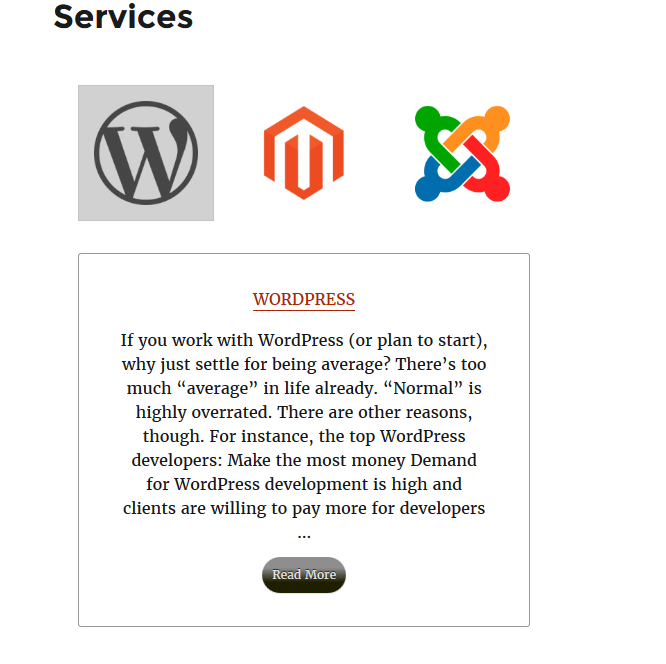 Services
WORDPRESS
If you work with WordPress (or plan to start),
why just settle for being average? There’s too
much “average” in life already. “Normal” is
highly overrated. There are other reasons,
though. For instance, the top WordPress
developers: Make the most money Demand
for WordPress development is high and
clients are willing to pay more for developers
...
Read More